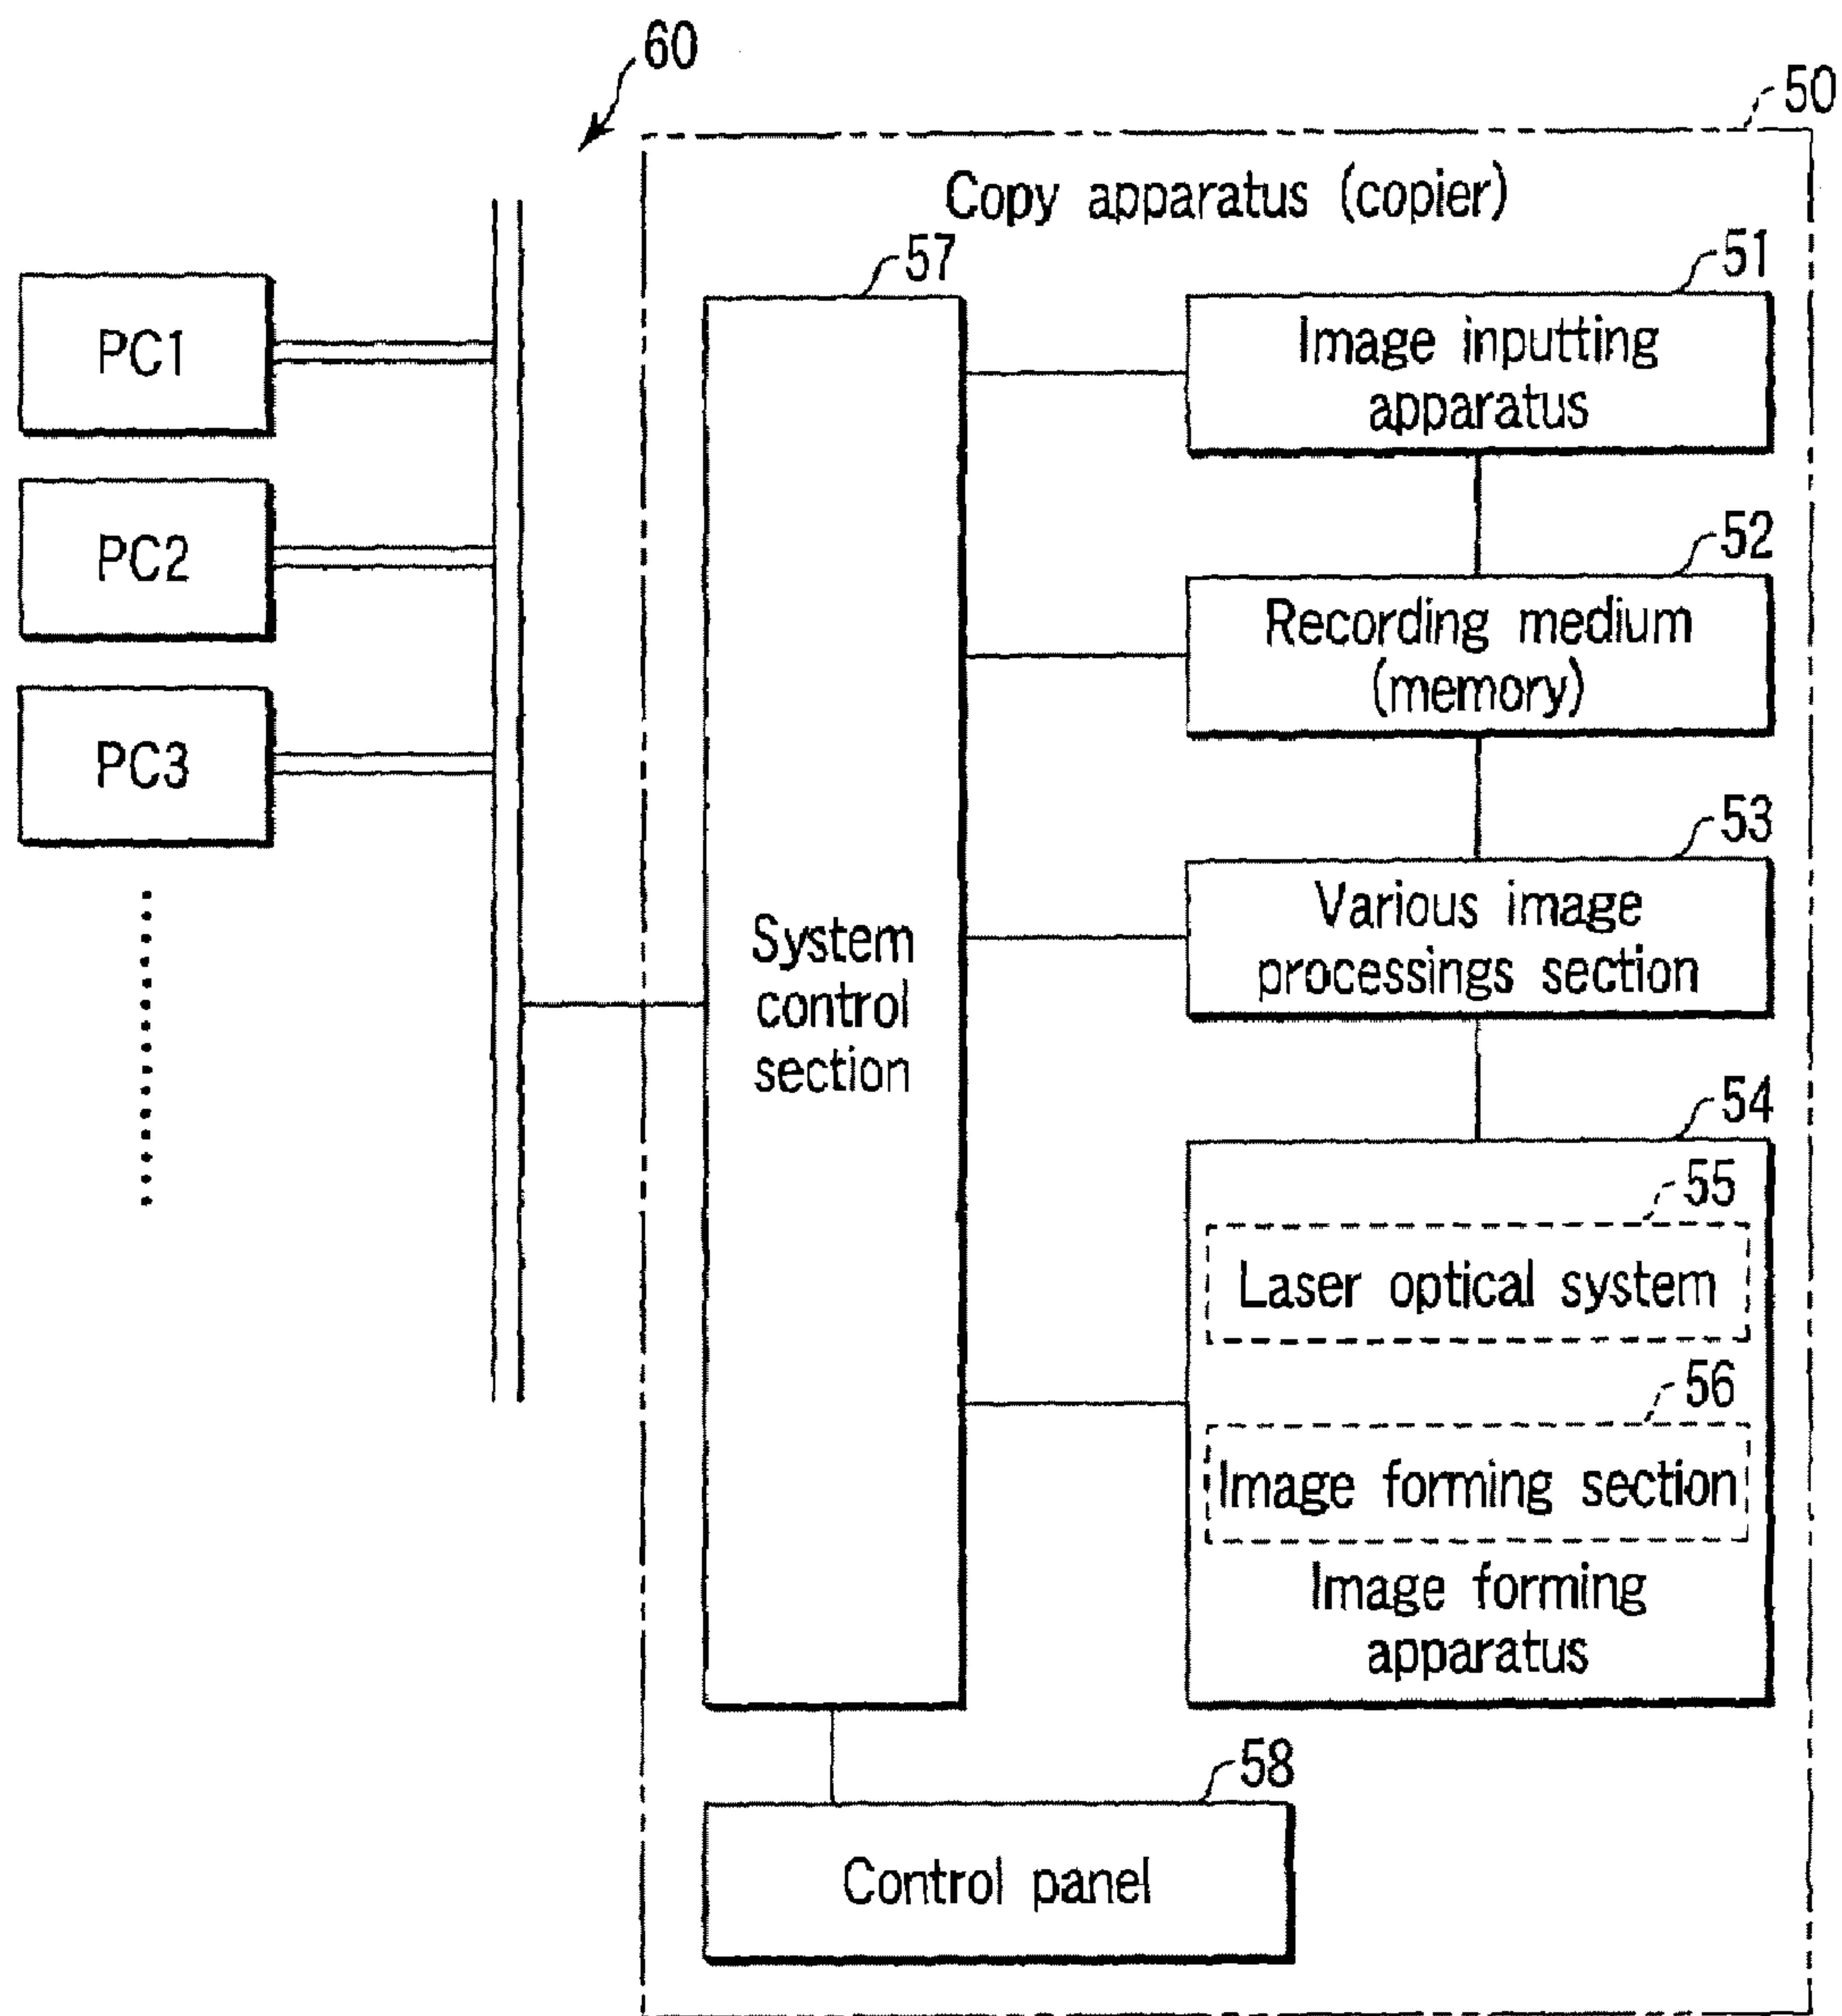 60
50
Copy apparatus (copier)
57
51
PC1
Image inputting
apparatus
PC2
52
Recording medium
(memory)
PC3
53
Various image
processings section
System
control
section
54
55
Laser optical system
56
Image forming section
Image forming
apparatus
58
Control panel